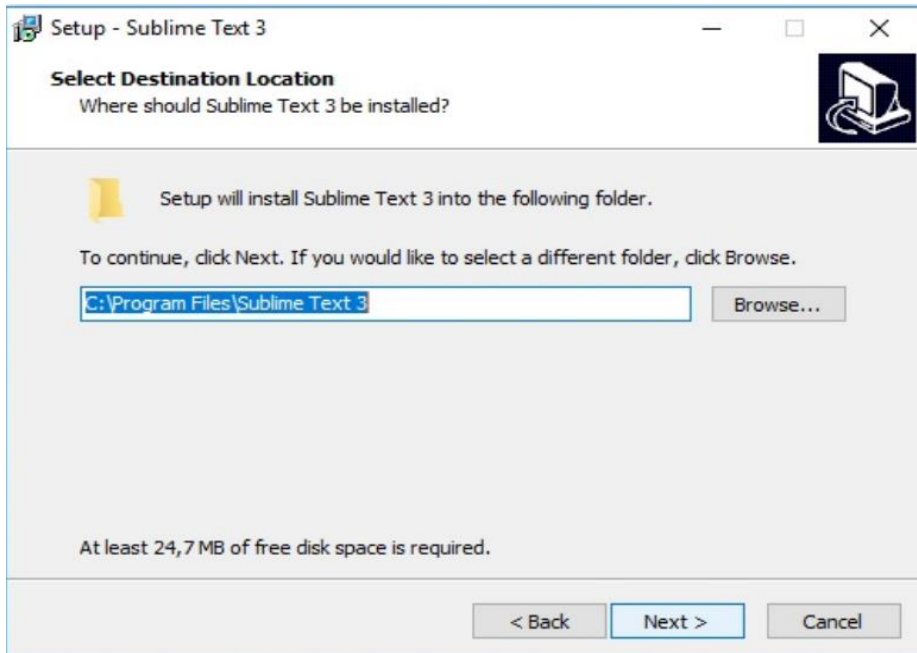 Setup - Sublime Text 3
Select Destination Location
Where should Sublime Text 3 be installed?
Setup will install Sublime Text 3 into the following folder.
To continue, click Next. If you would like to select a different folder, click Browse.
C:\Program Files\Sublime Text 3
Browse...
At least 24,7 MB of free disk space is required.
< Back
Next >
Cancel